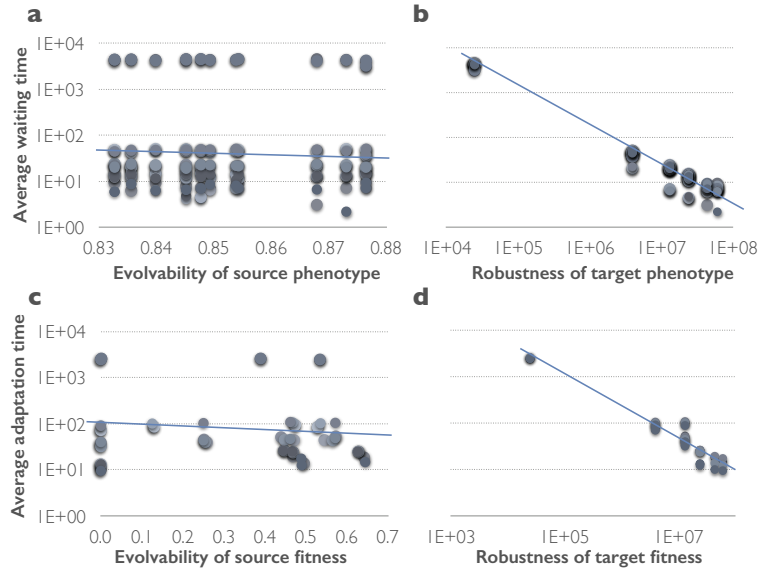 a
b
Average waiting time
1E+04
1E+03
1E+02
1E+01
1E+00
0.83 0.84 0.85 0.86 0.87 0.88
1E+04 1E+05 1E+06 1E+07 1E+08
Evolvability of source phenotype
Robustness of target phenotype
c
d
Average adaptation time
1E+04
1E+03
1E+02
1E+01
1E+00
0.0 0.1 0.2 0.3 0.4 0.5 0.6 0.7
1E+03 1E+05 1E+07
Evolvability of source fitness
Robustness of target fitness